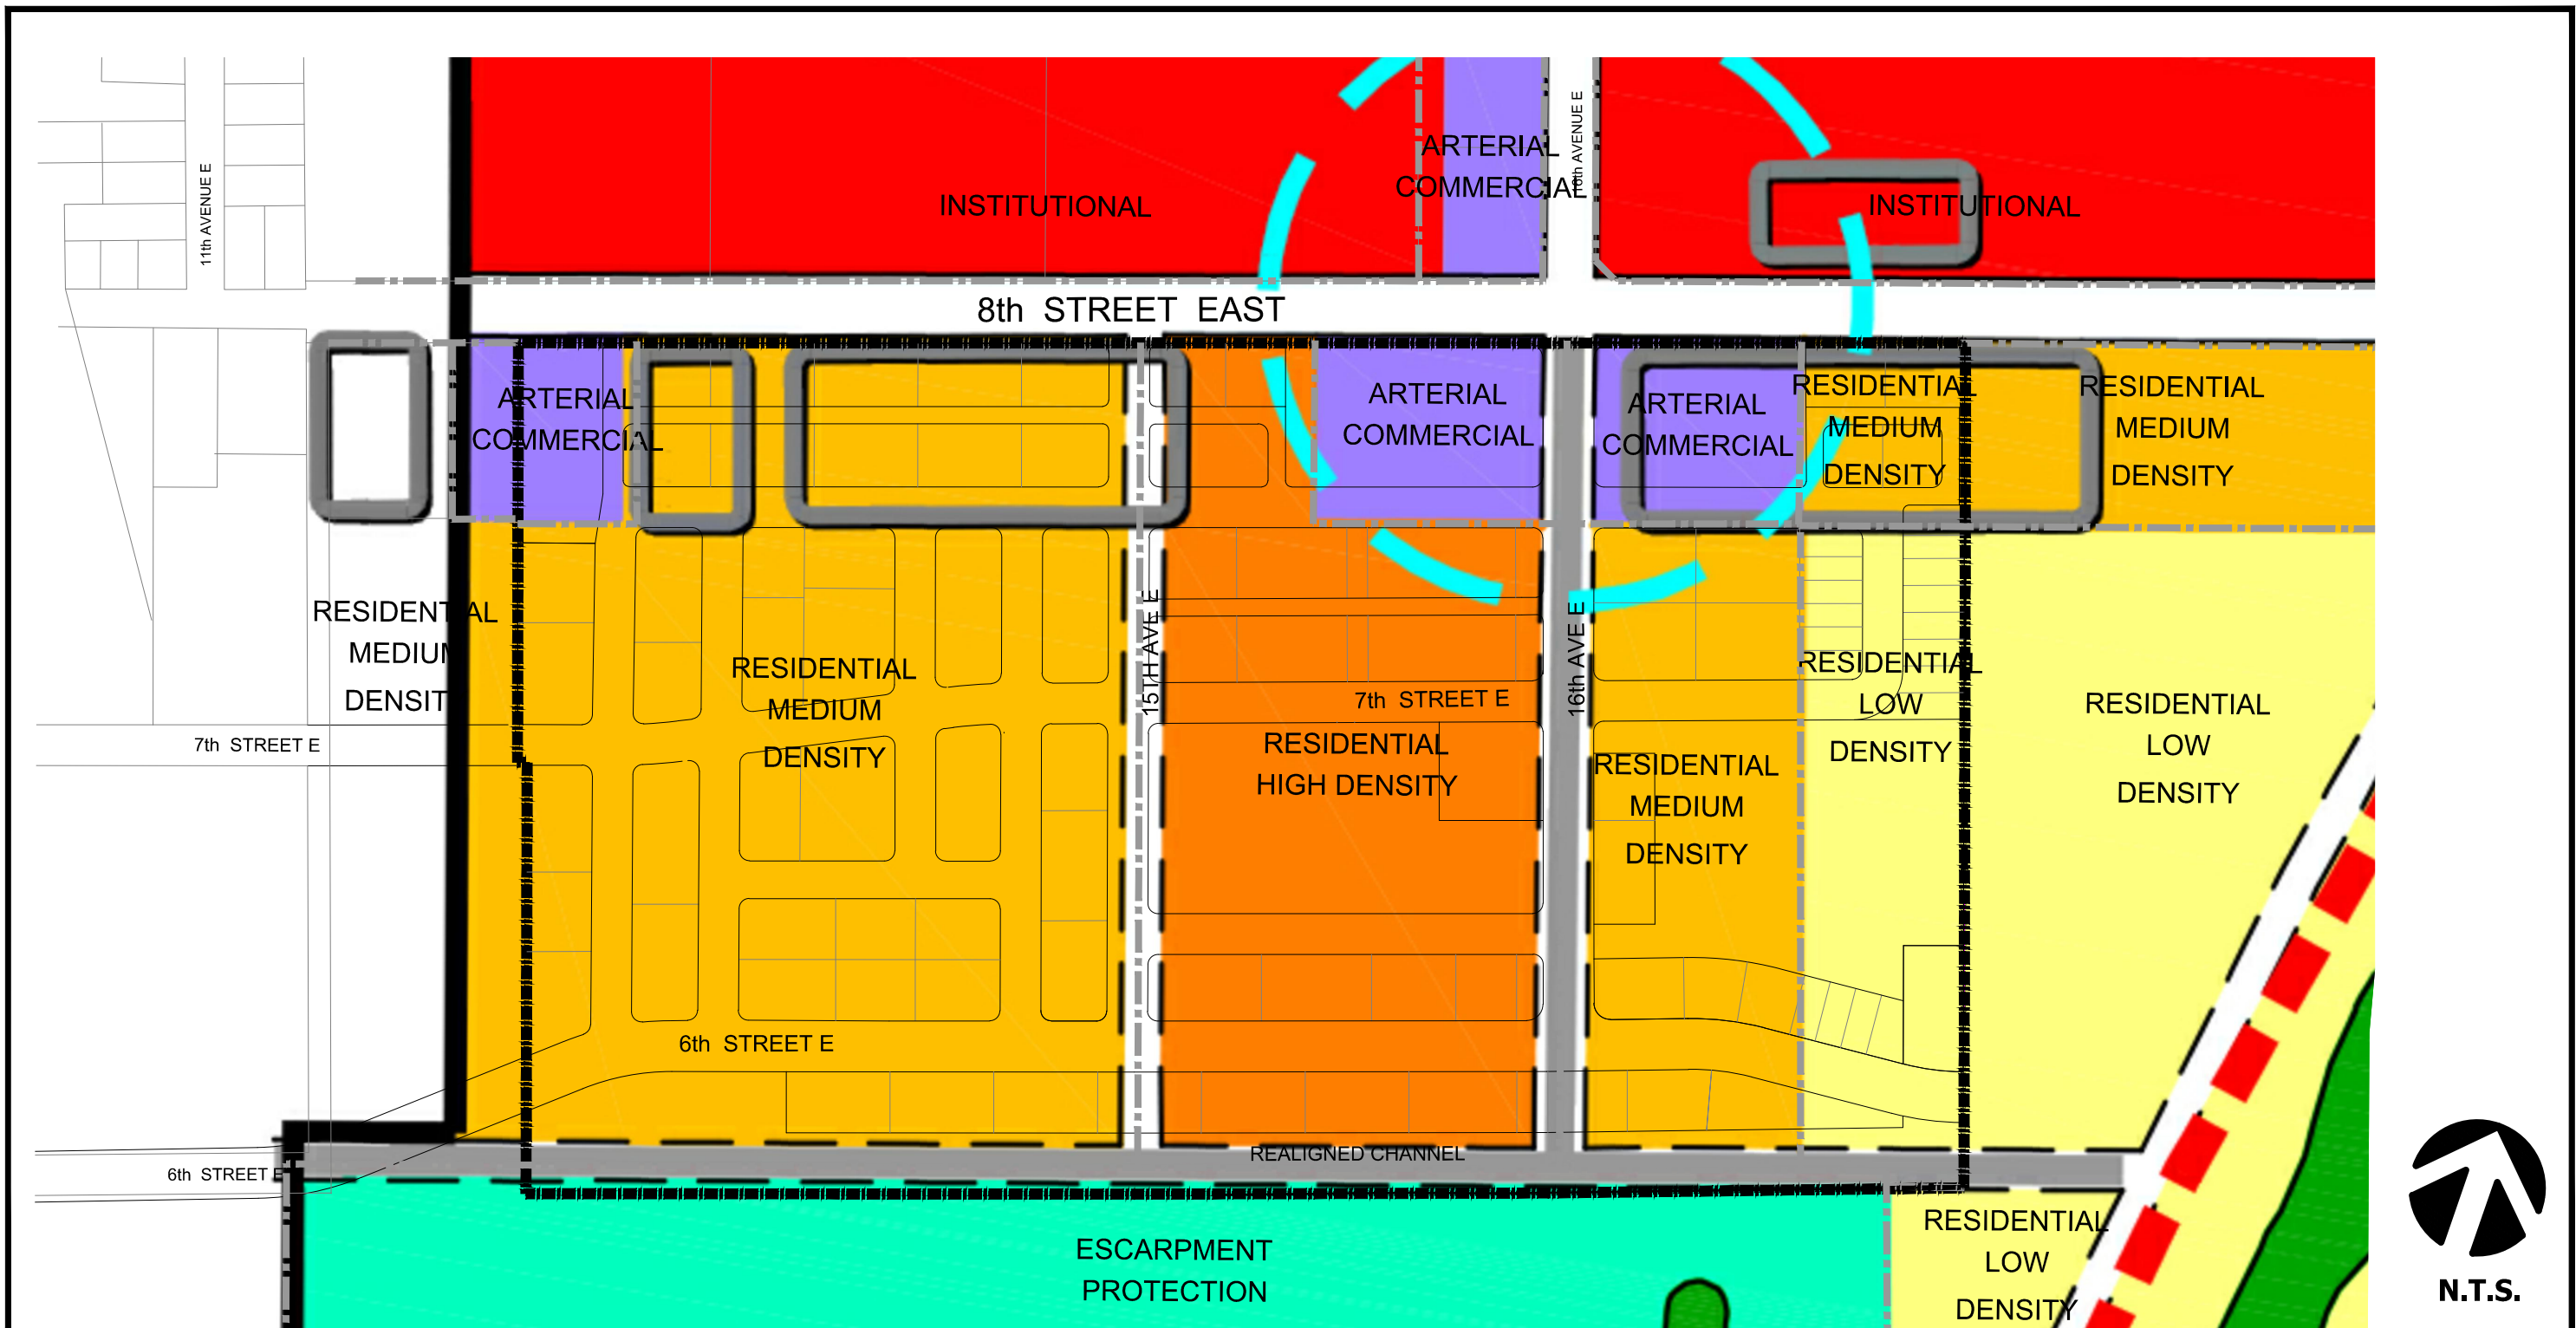 11th AVENUE E
INSTITUTIONAL
ARTERIAL
COMMERCIAL
16th AVENUE E
INSTITUTIONAL
8th STREET EAST
ARTERIAL
COMMERCIAL
ARTERIAL
COMMERCIAL
ARTERIAL
COMMERCIAL
RESIDENTIAL
MEDIUM
DENSITY
RESIDENTIAL
MEDIUM
DENSITY
RESIDENTIAL
MEDIUM
DENSIT
RESIDENTIAL
MEDIUM
DENSITY
15TH AVE E
7th STREET E
RESIDENTIAL
HIGH DENSITY
16th AVE E
RESIDENTIAL
MEDIUM
DENSITY
RESIDENTIAL
LOW
DENSITY
RESIDENTIAL
LOW
DENSITY
7th STREET E
6th STREET E
6th STREET E
REALIGNED CHANNEL
ESCARPMENT
PROTECTION
RESIDENTIAL
LOW
DENSITY
N.T.S.